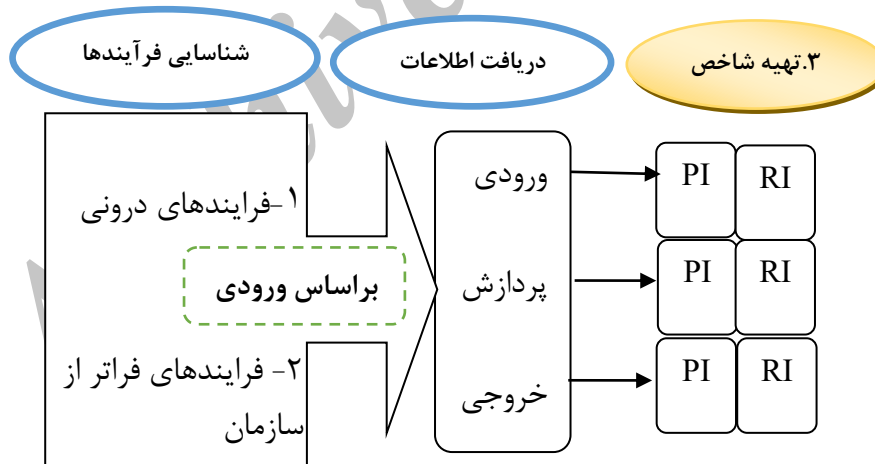 شناسایی فرآیندها
دریافت اطلاعات
۳.تهیه شاخص
۱-فرایندهای درونی
براساس ورودی
۲- فرایندهای فراتر از
سازمان
ورودی
پردازش
خروجی
PI RI
PI RI
PI RI